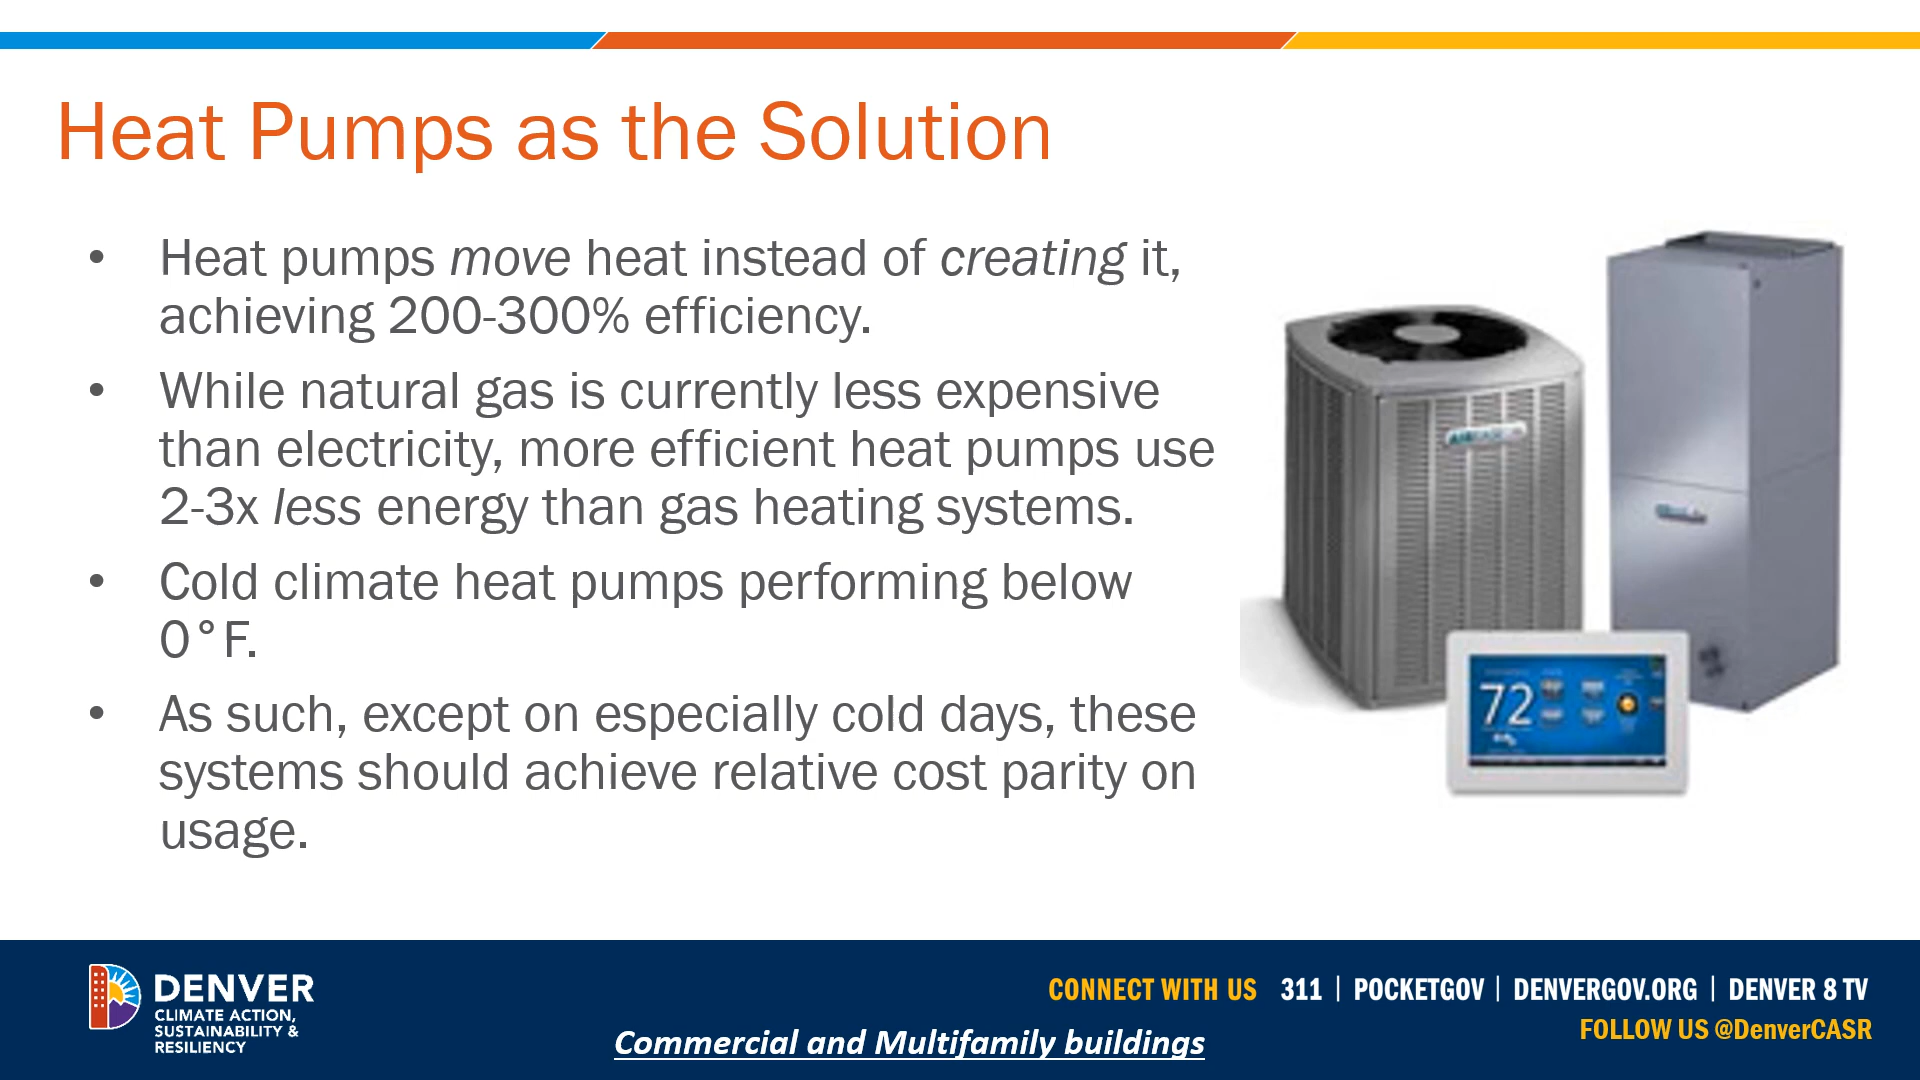 Heat Pumps as the Solution
• Heat pumps move heat instead of creating it,
achieving 200-300% efficiency.
• While natural gas is currently less expensive
than electricity, more efficient heat pumps use
2-3x less energy than gas heating systems.
• Cold climate heat pumps performing below
0°F.
• As such, except on especially cold days, these
systems should achieve relative cost parity on
usage.
72
DENVER
CLIMATE ACTION,
SUSTAINABILITY &
RESILIENCY
Commercial and Multifamily buildings
CONNECT WITH US 311 | POCKETGOV | DENVERGOV.ORG | DENVER 8 TV
FOLLOW US @DenverCASR